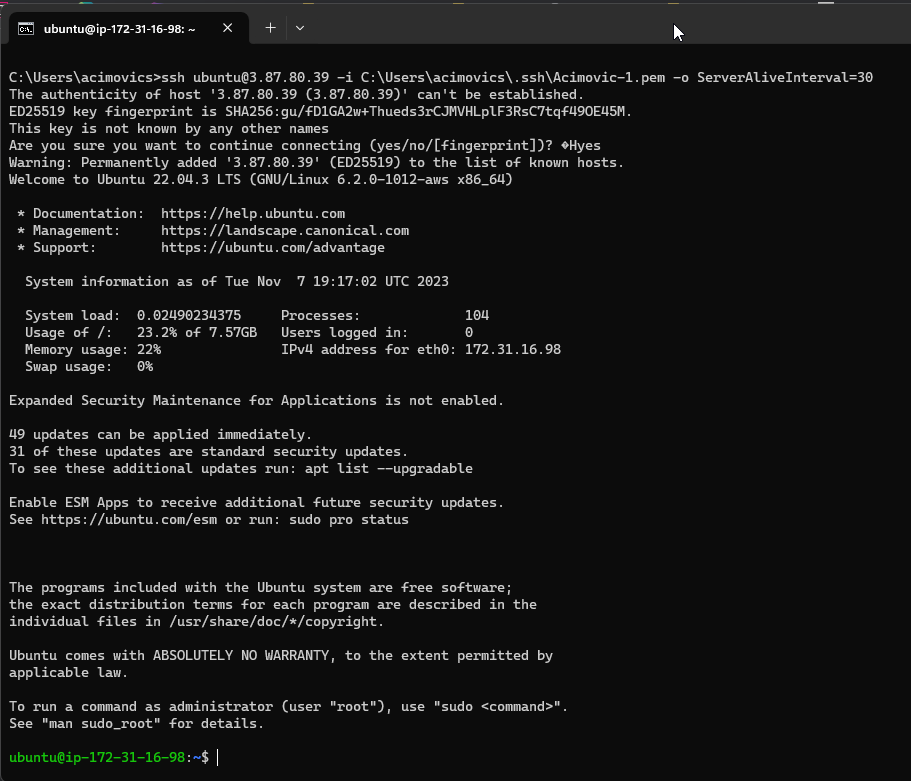 ubuntu@ip-172-31-16-98: ~
C:\Users\acimovics>ssh ubuntu@3.87.80.39 -i C:\Users\acimovics\.ssh\Acimovic-1.pem -o ServerAliveInterval=30
The authenticity of host '3.87.80.39 (3.87.80.39)' can't be established.
ED25519 key fingerprint is SHA256:gu/fD1GA2w+Thueds3rCJMVHLplF3RsC7tqf49OE45M.
This key is not known by any other names
Are you sure you want to continue connecting (yes/no/[fingerprint])? �Hyes
Warning: Permanently added '3.87.80.39' (ED25519) to the list of known hosts.
Welcome to Ubuntu 22.04.3 LTS (GNU/Linux 6.2.0-1012-aws x86_64)

 * Documentation:  https://help.ubuntu.com
 * Management:     https://landscape.canonical.com
 * Support:        https://ubuntu.com/advantage

  System information as of Tue Nov  7 19:17:02 UTC 2023

  System load:  0.02490234375     Processes:             104
  Usage of /:   23.2% of 7.57GB   Users logged in:       0
  Memory usage: 22%               IPv4 address for eth0: 172.31.16.98
  Swap usage:   0%

Expanded Security Maintenance for Applications is not enabled.

49 updates can be applied immediately.
31 of these updates are standard security updates.
To see these additional updates run: apt list --upgradable

Enable ESM Apps to receive additional future security updates.
See https://ubuntu.com/esm or run: sudo pro status

The programs included with the Ubuntu system are free software;
the exact distribution terms for each program are described in the
individual files in /usr/share/doc/*/copyright.

Ubuntu comes with ABSOLUTELY NO WARRANTY, to the extent permitted by
applicable law.

To run a command as administrator (user "root"), use "sudo <command>".
See "man sudo_root" for details.

ubuntu@ip-172-31-16-98:~$